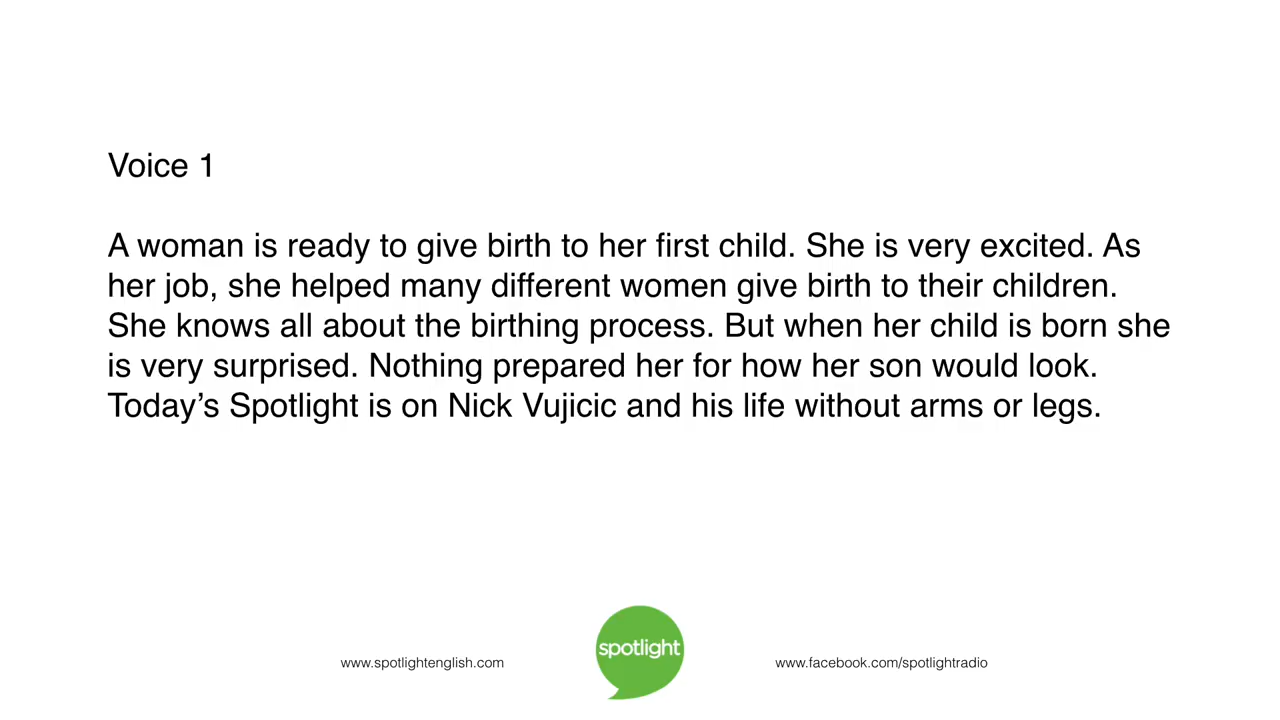 Voice 1
A woman is ready to give birth to her first child. She is very excited. As
her job, she helped many different women give birth to their children.
She knows all about the birthing process. But when her child is born she
is very surprised. Nothing prepared her for how her son would look.
Today’s Spotlight is on Nick Vujicic and his life without arms or legs.
spotlight
www.spotlightenglish.com
www.facebook.com/spotlightradio